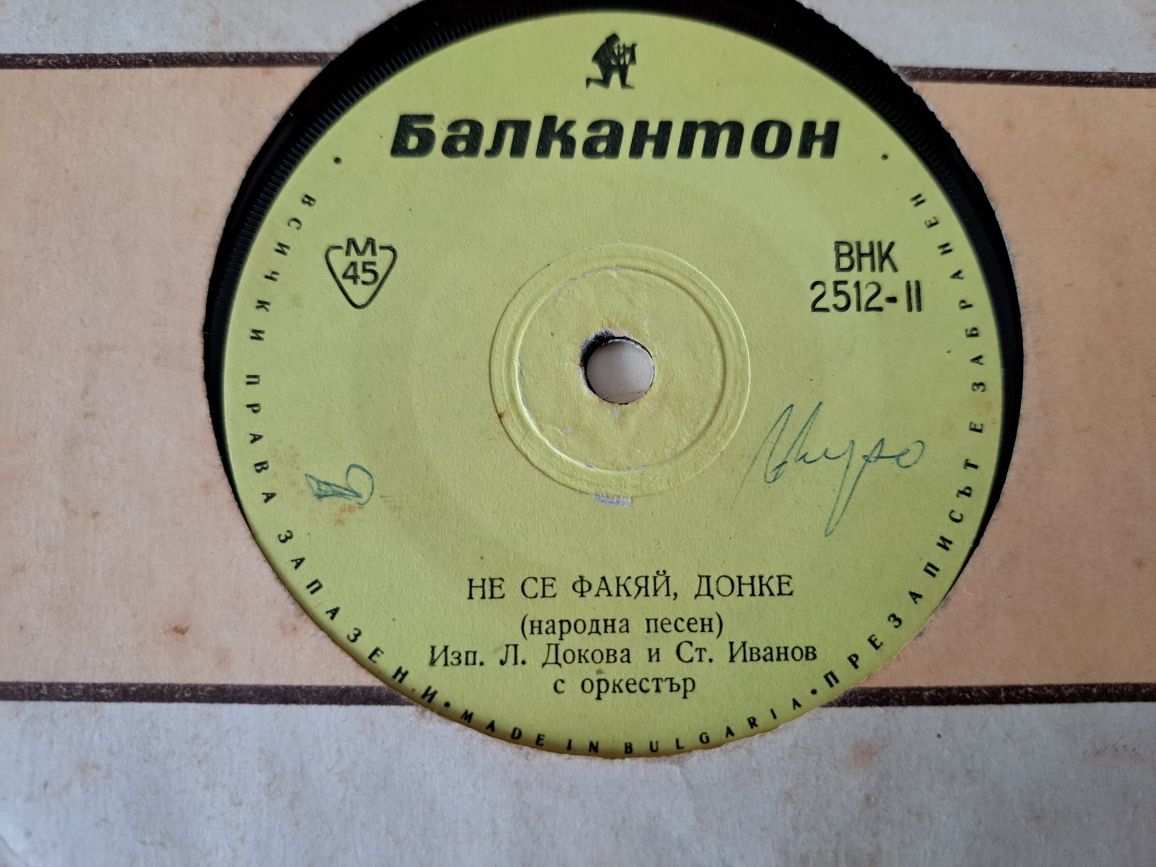 Балкантон
М
45
ВНК
2512-II
НЕ СЕ ФАКЯЙ, ДОНКЕ
(народна песен)
Изп. Л. Докова и Ст. Иванов
с оркестър
ВСИЧКИ ПРАВА ЗАПАЗЕНИ • MADE IN BULGARIA • ПРЕЗАПИСЪТ Е ЗАБРАНЕН